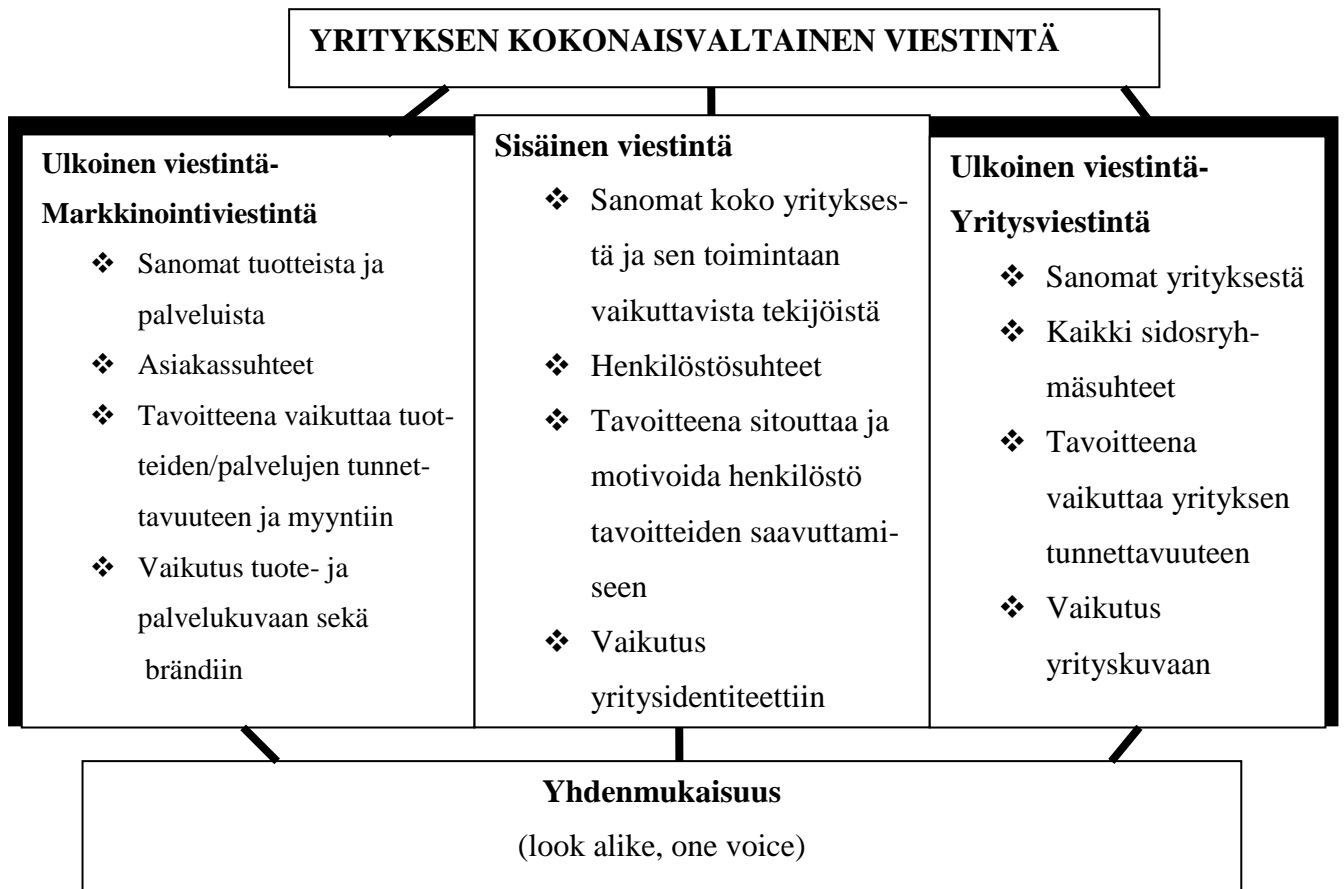 YRITYKSEN KOKONAISVALTAINEN VIESTINTÄ
Ulkoinen viestintä-
Markkinointiviestintä
❖ Sanomat tuotteista ja
palveluista
❖ Asiakassuhteet
❖ Tavoitteena vaikuttaa tuot-
teiden/palvelujen tunnet-
tavuuteen ja myyntiin
❖ Vaikutus tuote- ja
palvelukuvaan sekä
brändiin
Sisäinen viestintä
❖ Sanomat koko yritykses-
tä ja sen toimintaan
vaikuttavista tekijöistä
❖ Henkilöstösuhteet
❖ Tavoitteena sitouttaa ja
motivoida henkilöstö
tavoitteiden saavuttami-
seen
❖ Vaikutus
yritysidentiteettiin
Ulkoinen viestintä-
Yritysviestintä
❖ Sanomat yrityksestä
❖ Kaikki sidosryh-
mäsuhteet
❖ Tavoitteena
vaikuttaa yrityksen
tunnettavuuteen
❖ Vaikutus
yrityskuvaan
Yhdenmukaisuus
(look alike, one voice)